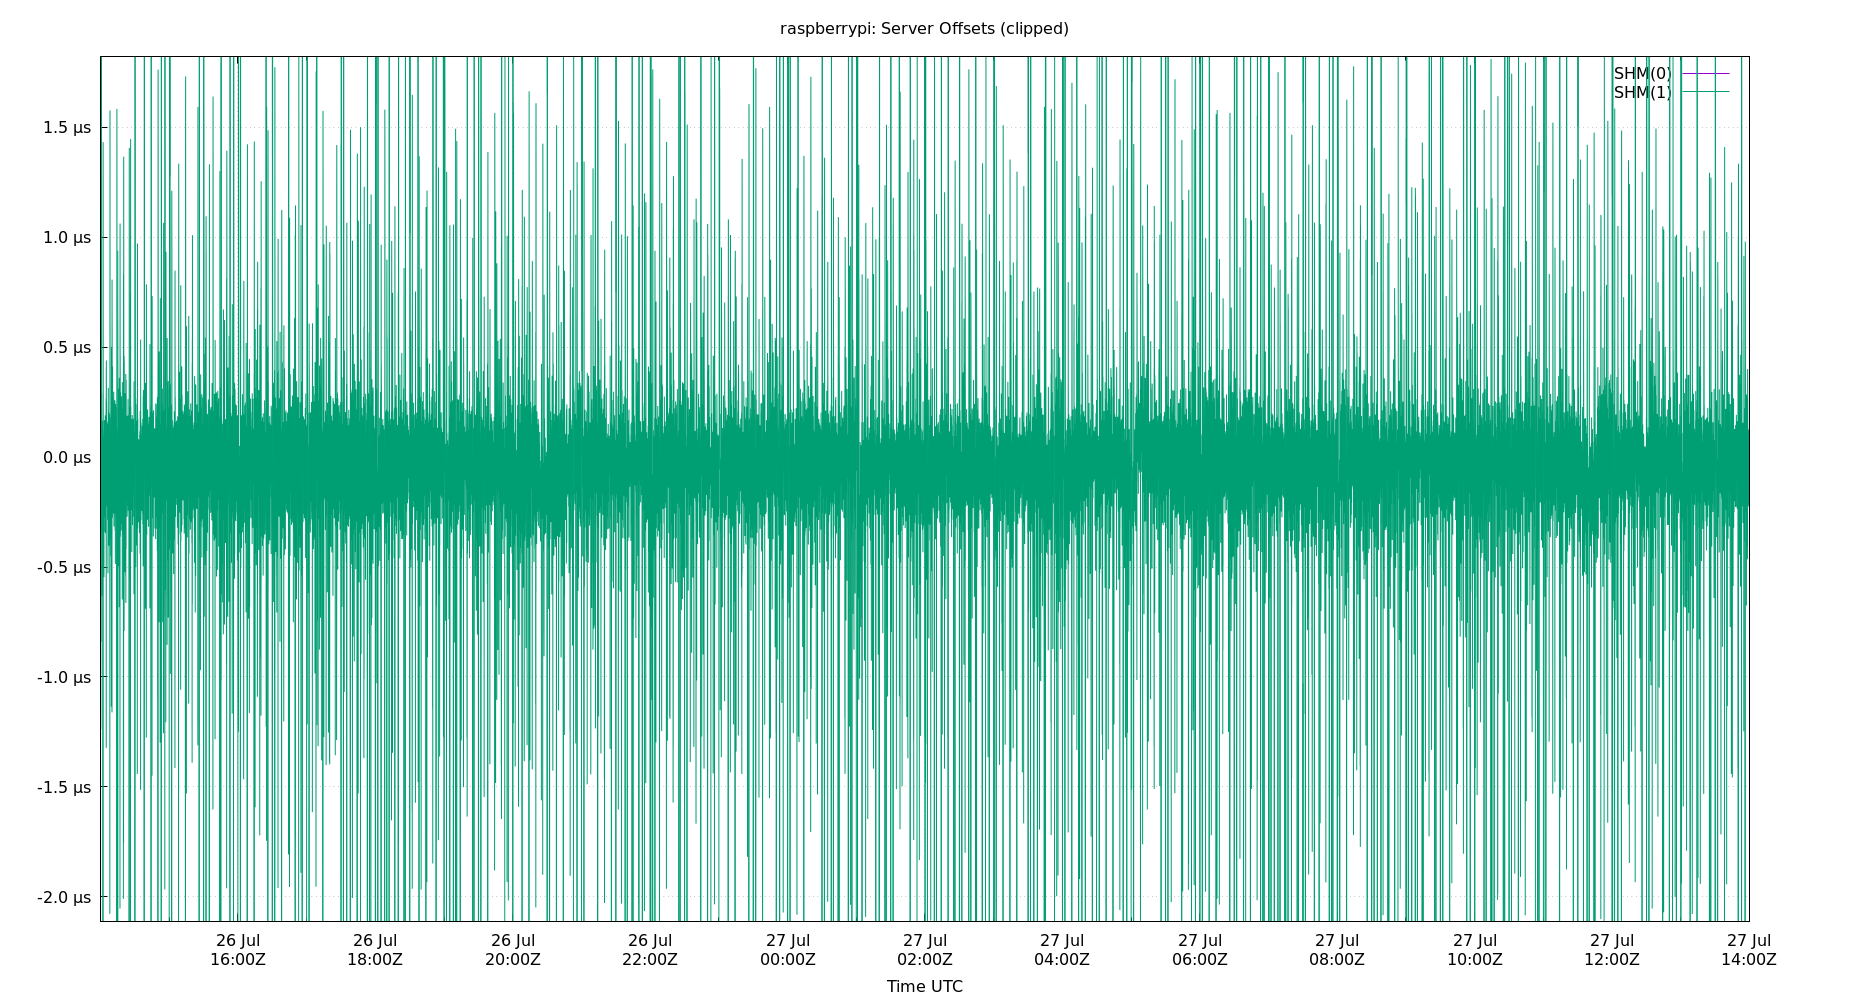 raspberrypi: Server Offsets (clipped)
SHM(0)
SHM(1)
1.5 µs
1.0 µs
0.5 µs
0.0 µs
-0.5 µs
-1.0 µs
-1.5 µs
-2.0 µs
26 Jul 26 Jul 26 Jul 26 Jul 27 Jul 27 Jul 27 Jul 27 Jul 27 Jul 27 Jul 27 Jul 27 Jul
16:00Z 18:00Z 20:00Z 22:00Z 00:00Z 02:00Z 04:00Z 06:00Z 08:00Z 10:00Z 12:00Z 14:00Z
Time UTC